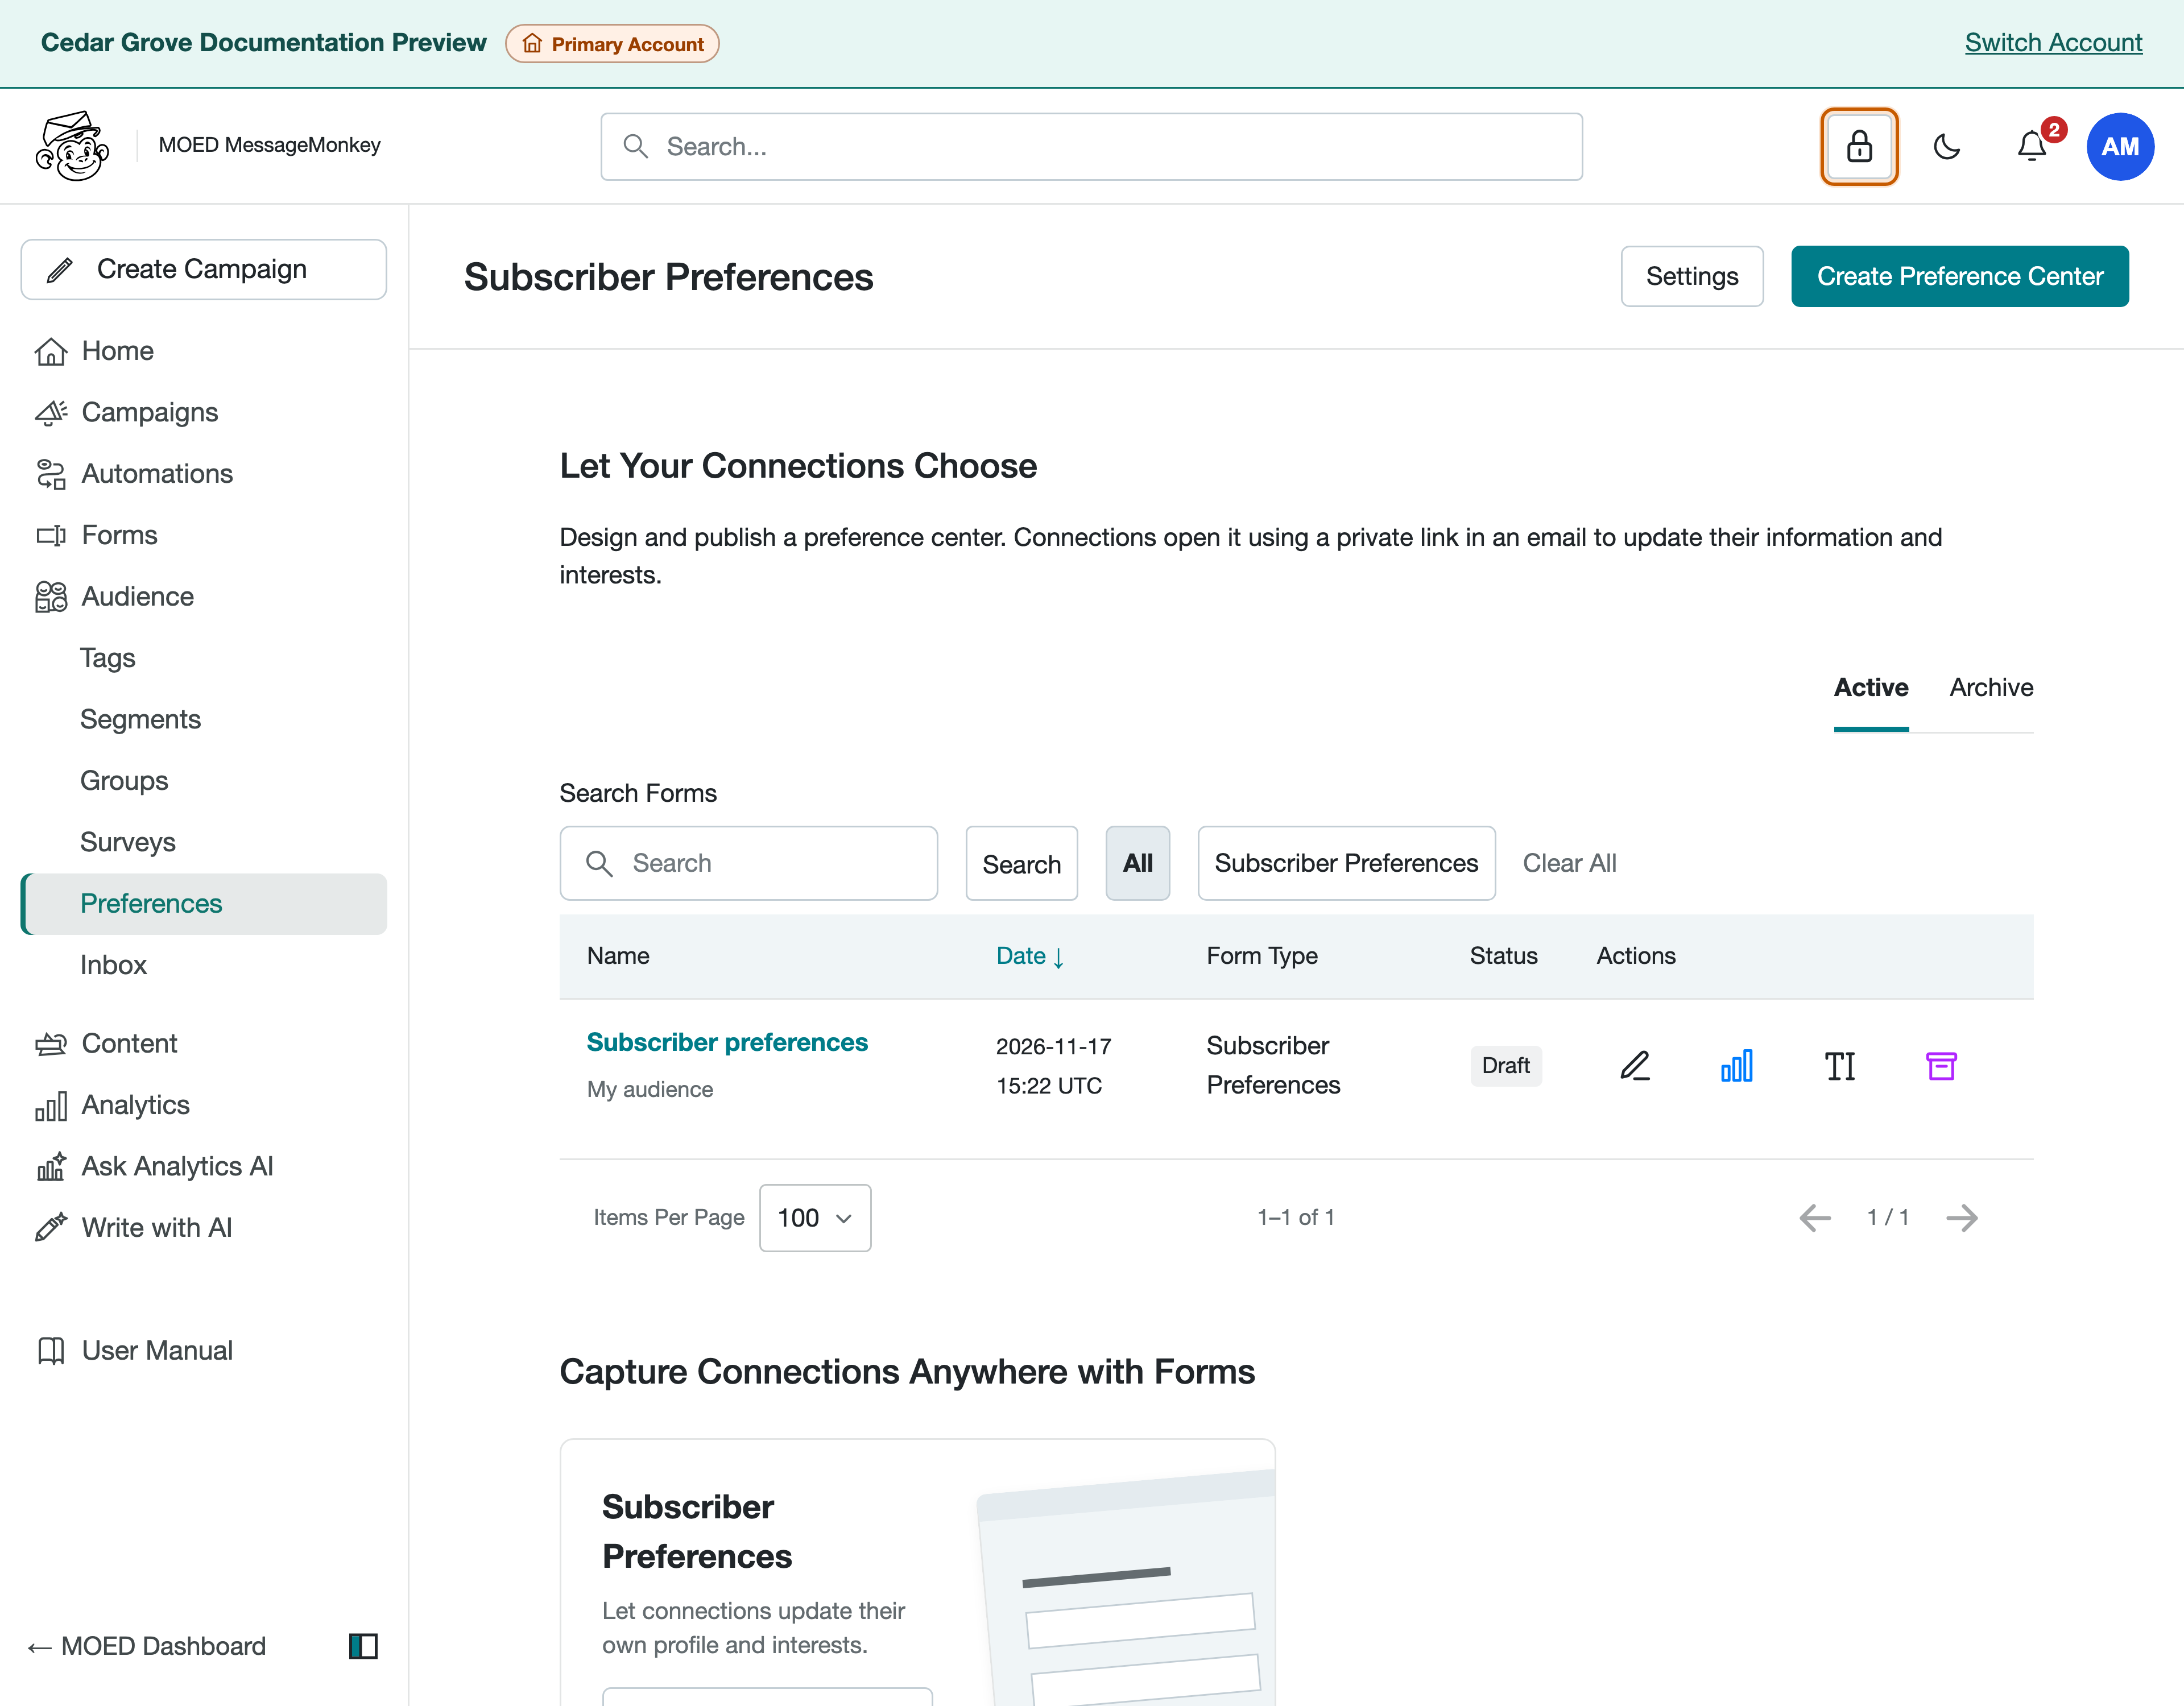 Cedar Grove Documentation Preview
Primary Account
Switch Account
MOED MessageMonkey
Search...
2
AM
Create Campaign
Home
Campaigns
Automations
Forms
Audience
Tags
Segments
Groups
Surveys
Preferences
Inbox
Content
Analytics
Ask Analytics AI
Write with AI
User Manual
← MOED Dashboard
Subscriber Preferences
Settings
Create Preference Center
Let Your Connections Choose
Design and publish a preference center. Connections open it using a private link in an email to update their information and
interests.
Active
Archive
Search Forms
Search
Search
All
Subscriber Preferences
Clear All
Name
Date ↓
Form Type
Status
Actions
Subscriber preferences
My audience
2026-11-17
15:22 UTC
Subscriber
Preferences
Draft
Items Per Page
100
1–1 of 1
1 / 1
Capture Connections Anywhere with Forms
Subscriber
Preferences
Let connections update their
own profile and interests.